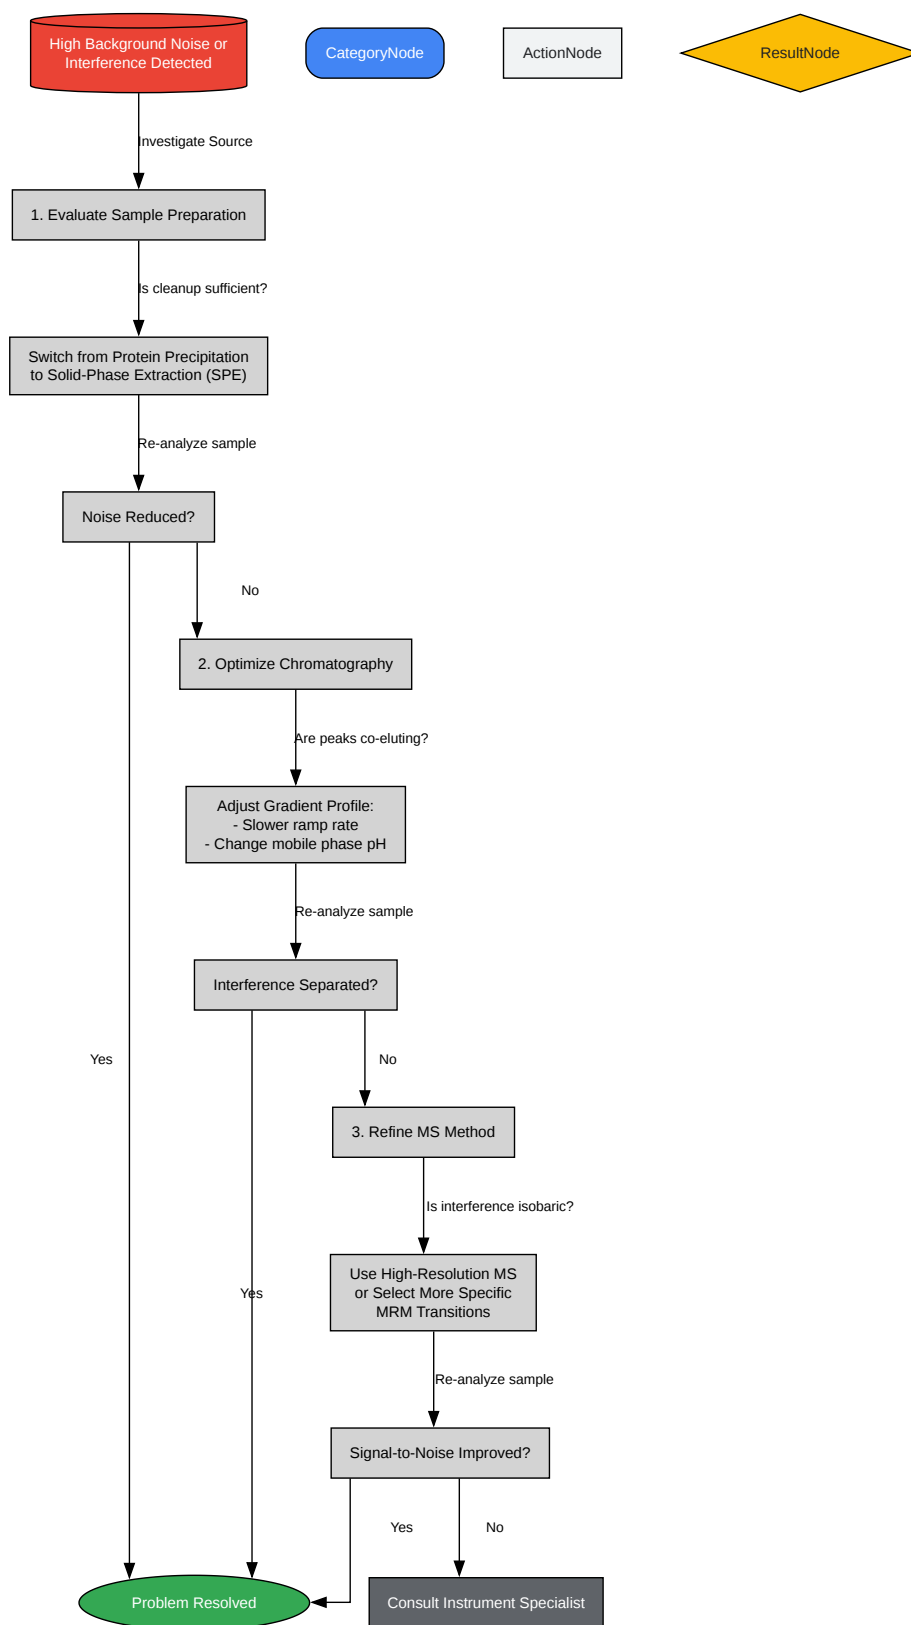 High Background Noise or
Interference Detected
CategoryNode
ActionNode
ResultNode
Investigate Source
1. Evaluate Sample Preparation
Is cleanup sufficient?
Switch from Protein Precipitation
to Solid-Phase Extraction (SPE)
Re-analyze sample
Noise Reduced?
No
2. Optimize Chromatography
Are peaks co-eluting?
Adjust Gradient Profile:
- Slower ramp rate
- Change mobile phase pH
Re-analyze sample
Interference Separated?
Yes
No
3. Refine MS Method
Is interference isobaric?
Use High-Resolution MS
or Select More Specific
MRM Transitions
Yes
Re-analyze sample
Signal-to-Noise Improved?
Yes
No
Problem Resolved
Consult Instrument Specialist